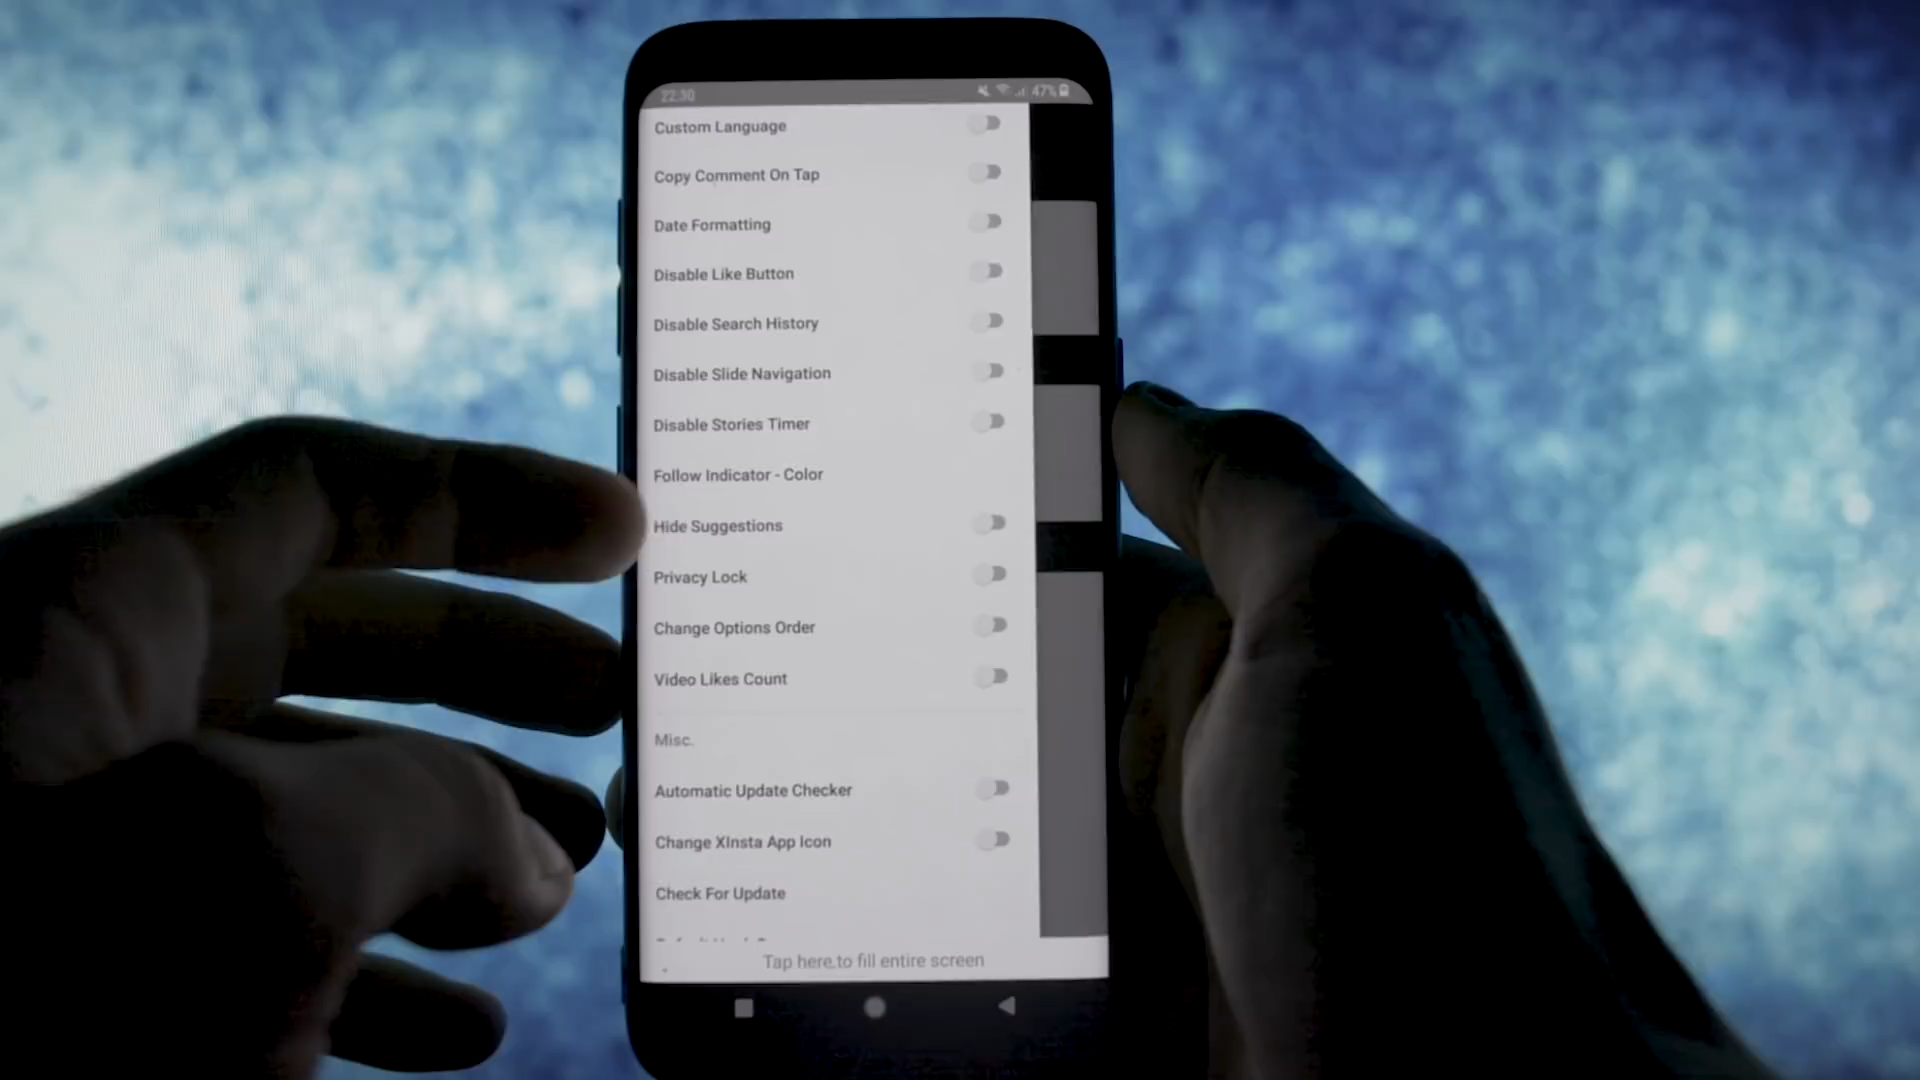 22:30
47%
Custom Language
Copy Comment On Tap
Date Formatting
Disable Like Button
Disable Search History
Disable Slide Navigation
Disable Stories Timer
Follow Indicator - Color
Hide Suggestions
Privacy Lock
Change Options Order
Video Likes Count
Misc.
Automatic Update Checker
Change XInsta App Icon
Check For Update
Tap here to fill entire screen